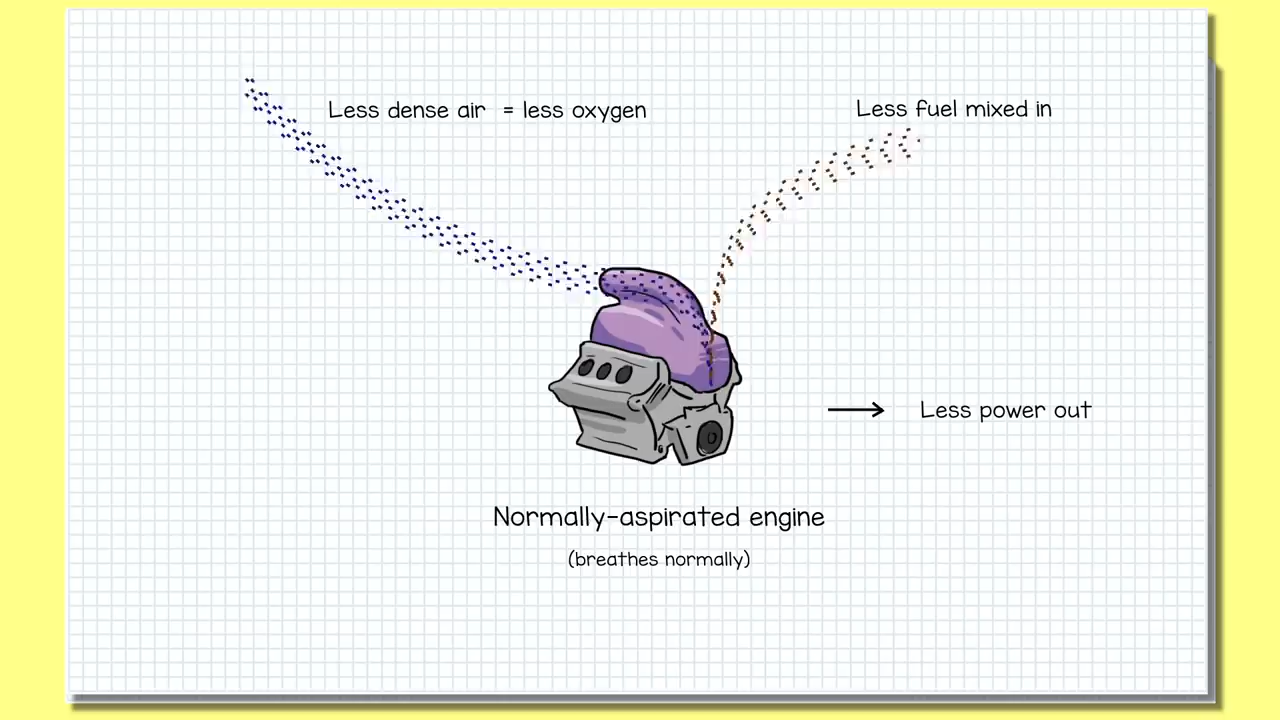 Less dense air = less oxygen
Less fuel mixed in
Less power out
Normally-aspirated engine
(breathes normally)